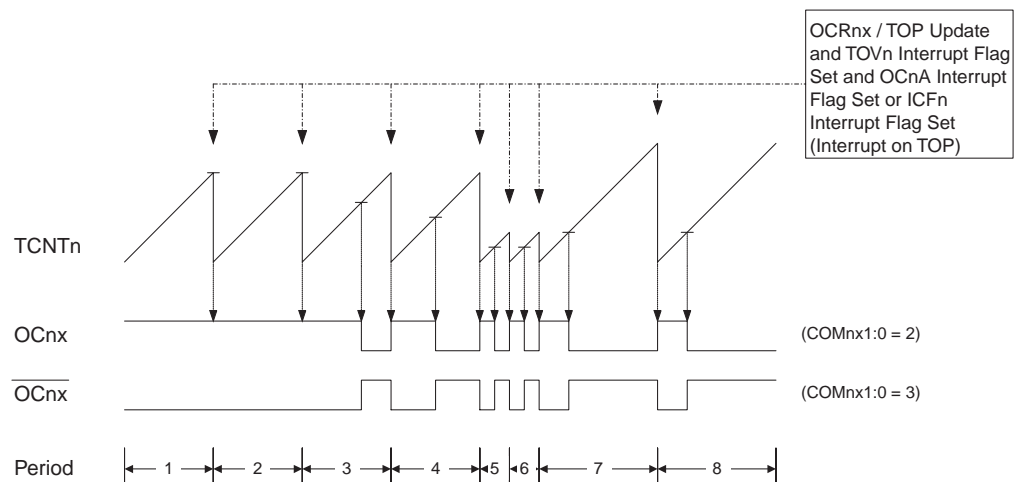 OCRnx / TOP Update
and TOVn Interrupt Flag
Set and OCnA Interrupt
Flag Set or ICFn
Interrupt Flag Set
(Interrupt on TOP)
TCNTn
OCnx (COMnx1:0 = 2)
OCnx (COMnx1:0 = 3)
Period 1 2 3 4 5 6 7 8